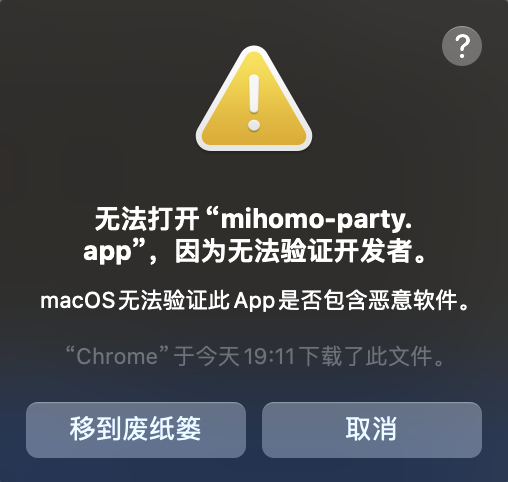 ?
无法打开“mihomo-party.
app”，因为无法验证开发者。
macOS无法验证此App是否包含恶意软件。
“Chrome”于今天19:11下载了此文件。
移到废纸篓
取消